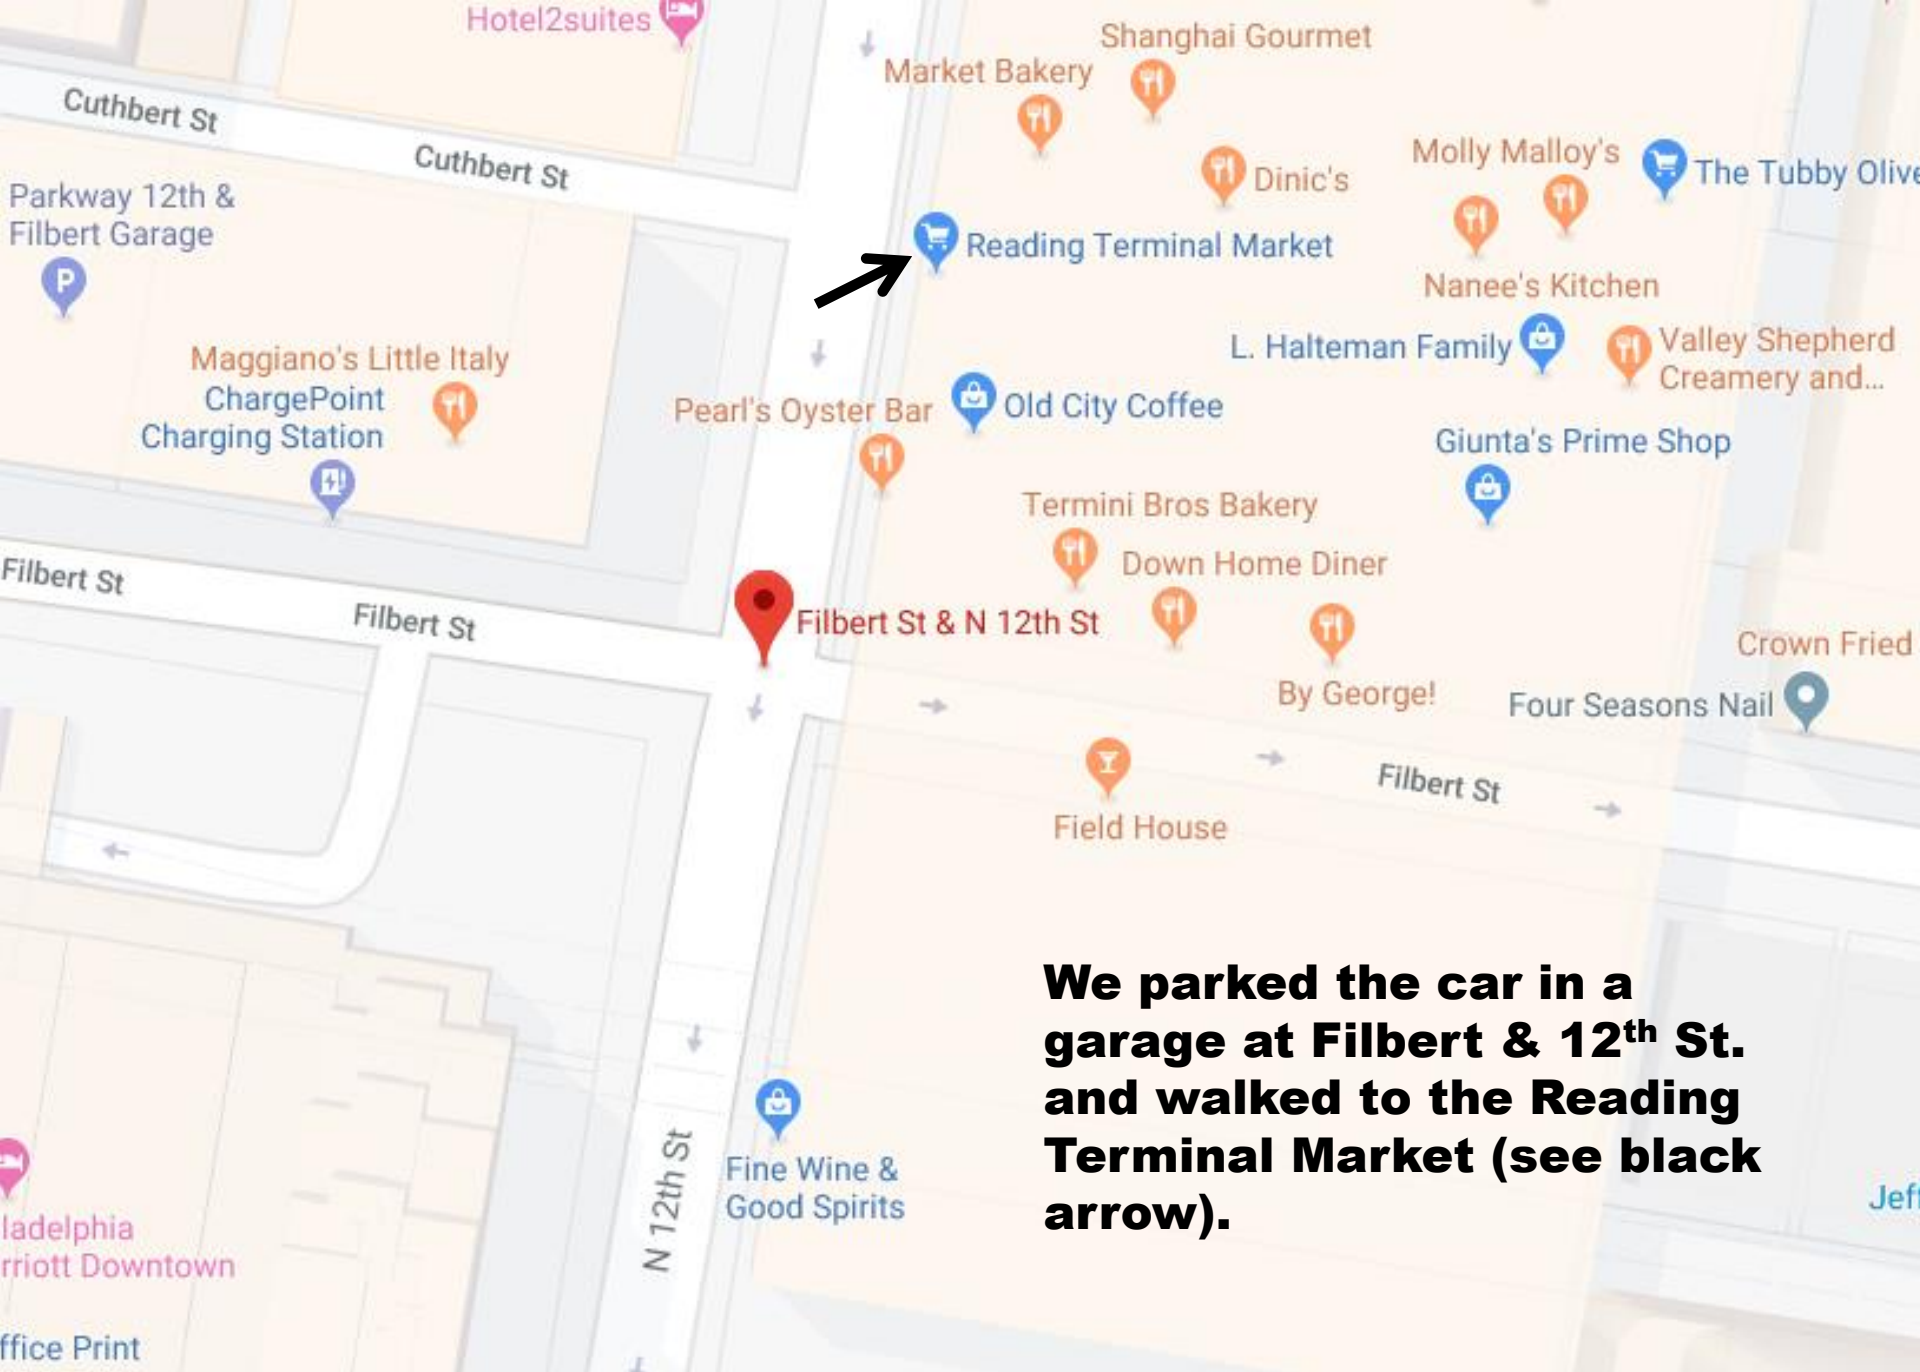 Hotel2suites
Shanghai Gourmet
Market Bakery
Cuthbert St
Cuthbert St
Molly Malloy's
The Tubby Olive
Dinic's
Parkway 12th &
Filbert Garage
P
Reading Terminal Market
Nanee's Kitchen
L. Halteman Family
Valley Shepherd
Creamery and...
Maggiano's Little Italy
ChargePoint
Charging Station
Pearl's Oyster Bar
Old City Coffee
Giunta's Prime Shop
Termini Bros Bakery
Down Home Diner
Filbert St
Filbert St
Filbert St & N 12th St
Crown Fried
By George!
Four Seasons Nail
Filbert St
Field House
We parked the car in a
garage at Filbert & 12th St.
and walked to the Reading
Terminal Market (see black
arrow).
N 12th St
Fine Wine &
Good Spirits
Jeff
ladelphia
rriott Downtown
ffice Print